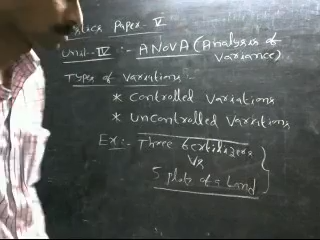 Paper - V
Unit-IV :- ANOVA (Analysis of
Variance)
Types of Variations :-
* Controlled Variations
* Uncontrolled Variations
Ex:- Three fertilizers
Vs
5 plots of a Land